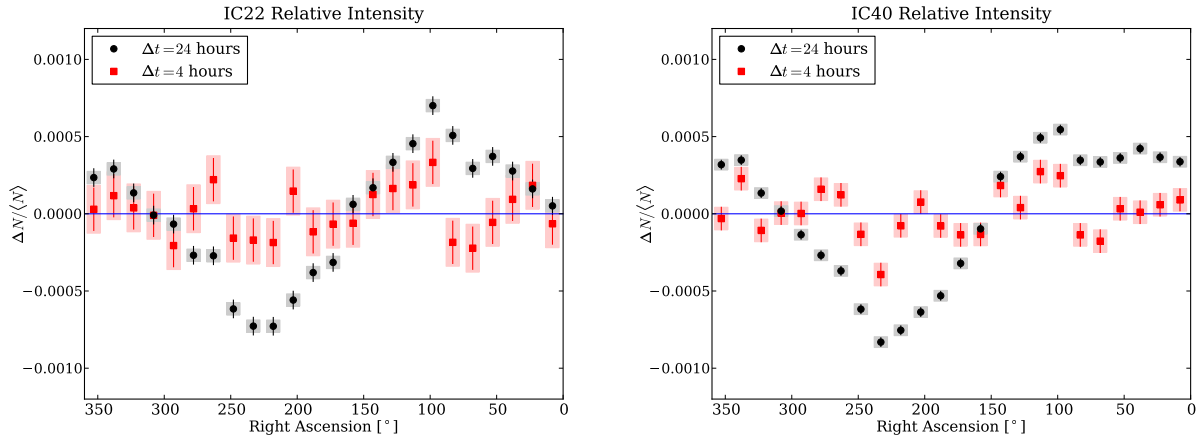 IC22 Relative Intensity
Δt = 24 hours
Δt = 4 hours
0.0010
0.0005
0.0000
−0.0005
−0.0010
ΔN/⟨N⟩
350 300 250 200 150 100 50 0
Right Ascension [°]
IC40 Relative Intensity
Δt = 24 hours
Δt = 4 hours
0.0010
0.0005
0.0000
−0.0005
−0.0010
ΔN/⟨N⟩
350 300 250 200 150 100 50 0
Right Ascension [°]